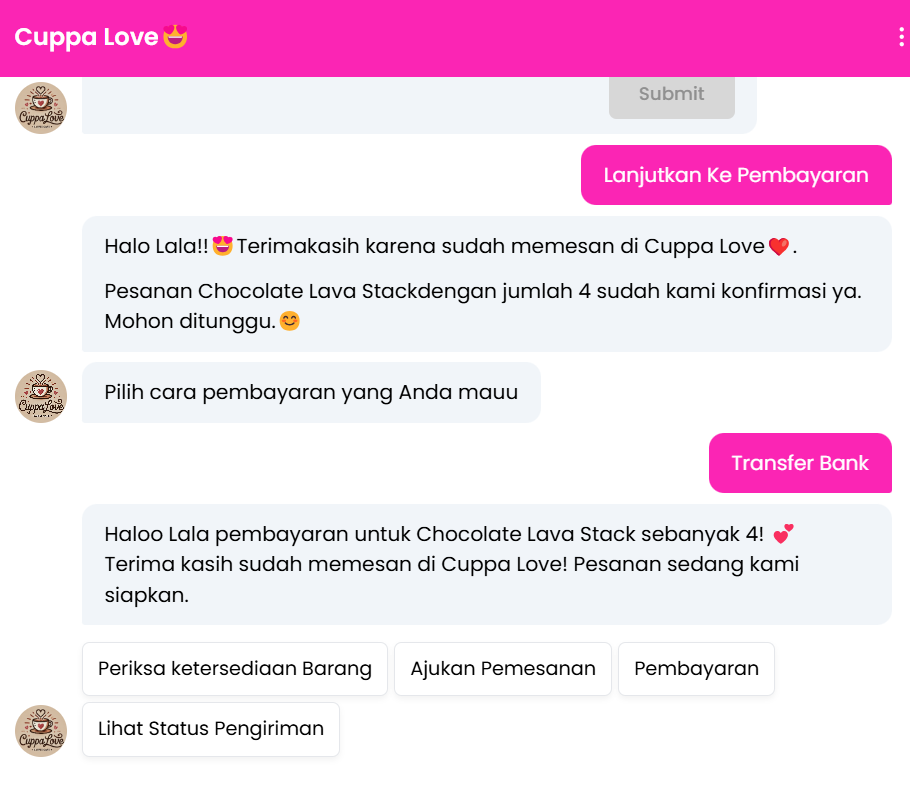 Cuppa Love😍
CuppaLove
Submit
Lanjutkan Ke Pembayaran
Halo Lala!!😍Terimakasih karena sudah memesan di Cuppa Love❤️.
Pesanan Chocolate Lava Stackdengan jumlah 4 sudah kami konfirmasi ya.
Mohon ditunggu.😊
CuppaLove
Pilih cara pembayaran yang Anda mauu
Transfer Bank
Haloo Lala pembayaran untuk Chocolate Lava Stack sebanyak 4! 💕
Terima kasih sudah memesan di Cuppa Love! Pesanan sedang kami
siapkan.
Periksa ketersediaan Barang
Ajukan Pemesanan
Pembayaran
CuppaLove
Lihat Status Pengiriman